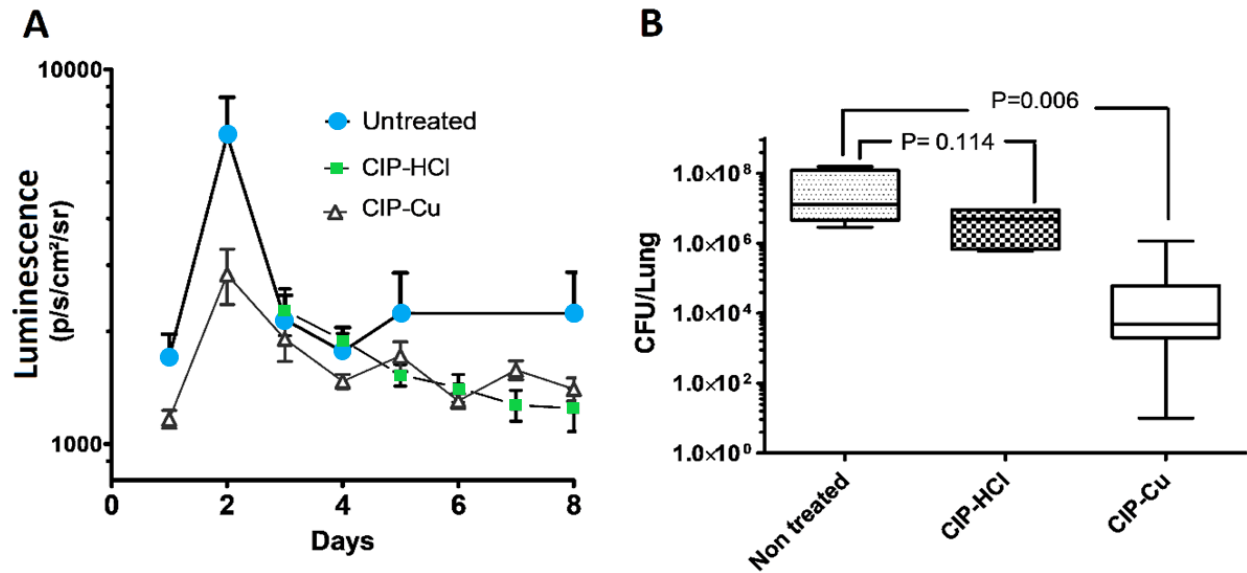 A
10000
1000
Luminescence
(p/s/cm²/sr)
Untreated
CIP-HCl
CIP-Cu
0
2
4
6
8
Days
B
P=0.006
P= 0.114
CFU/Lung
1.0×10⁸
1.0×10⁶
1.0×10⁴
1.0×10²
1.0×10⁰
Non treated
CIP-HCl
CIP-Cu